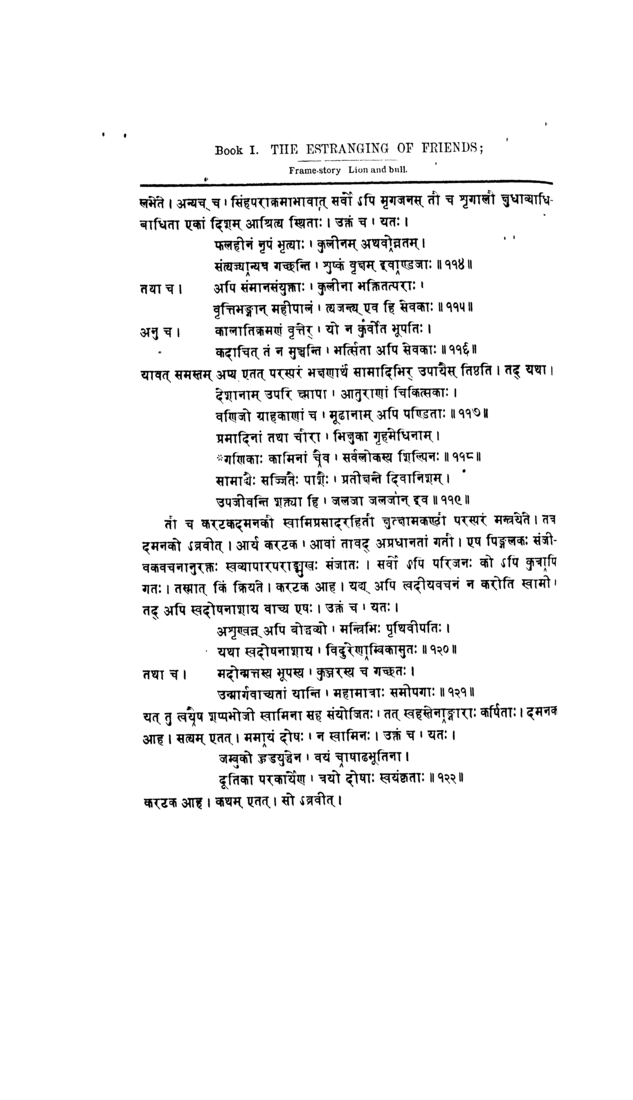 Book I. THE ESTRANGING OF FRIENDS;
Frame-story Lion and bull.
लभेते। अन्यच् च। सिंहपराक्रमाभावात् सर्वो ऽपि मृगजनस् तौ च शृगालौ क्षुधाव्याधि-
बाधिता एकां दिशम् आश्रित्य स्थिताः। उक्तं च। यतः।
फलहीनं नृपं भृत्याः। कुलीनम् अथवोन्नतम्।
संत्यज्यान्यत्र गच्छन्ति। शुष्कं वृक्षम् इवाण्डजाः॥११४॥
तथा च। अपि संमानसंयुक्ताः। कुलीना भक्तितत्पराः।
वृत्तिभङ्गान् महीपालं। त्यजन्त्य् एव हि सेवकाः॥११५॥
अनु च। कालातिक्रमणं वृत्तेर्। यो न कुर्वीत भूपतिः।
कदाचित् तं न मुञ्चन्ति। भर्त्सिता अपि सेवकाः॥११६॥
यावत् समस्तम् अप्य् एतत् परस्परं भक्षणार्थं सामादिभिर् उपायैस् तिष्ठति। तद् यथा।
देशानाम् उपरि क्ष्मापा। आतुराणां चिकित्सकाः।
वणिजो ग्राहकाणां च। मूढानाम् अपि पण्डिताः॥११७॥
प्रमादिनां तथा चौरा। भिक्षुका गृहमेधिनाम्।
गणिकाः कामिनां चैव। सर्वलोकस्य शिल्पिनः॥११८॥
सामाद्यैः सज्जितैः पाशैः। प्रतीक्षन्ते दिवानिशम्।
उपजीवन्ति शक्त्या हि। जलजा जलजान् इव॥११९॥
तौ च करटकदमनकौ स्वामिप्रसादरहितौ क्षुत्क्षामकण्ठौ परस्परं मन्त्रयेते। तत्र
दमनको ऽब्रवीत्। आर्य करटक। आवां तावद् अप्रधानतां गतौ। एष पिङ्गलकः संजी-
वकवचनानुरक्तः स्वव्यापारपराङ्मुखः संजातः। सर्वो ऽपि परिजनः को ऽपि कुत्रापि
गतः। तस्मात् किं क्रियते। करटक आह। यद्य् अपि त्वदीयवचनं न करोति स्वामी।
तद् अपि स्वदोषनाशाय वाच्य एषः। उक्तं च। यतः।
अशृण्वन्न् अपि बोद्धव्यो। मन्त्रिभिः पृथिवीपतिः।
यथा स्वदोषनाशाय। विदुरेणाम्बिकासुतः॥१२०॥
तथा च। मदोन्मत्तस्य भूपस्य। कुञ्जरस्य च गच्छतः।
उन्मार्गवाच्यतां यान्ति। महामात्राः समीपगाः॥१२१॥
यत् तु त्वयैष शष्पभोजी स्वामिना सह संयोजितः। तत् स्वहस्तेनाङ्गाराः कर्षिताः। दमनक
आह। सत्यम् एतत्। ममायं दोषः। न स्वामिनः। उक्तं च। यतः।
जम्बुको हुडयुद्धेन। वयं चाषाढभूतिना।
दूतिका परकार्येण। त्रयो दोषाः स्वयंकृताः॥१२२॥
करटक आह। कथम् एतत्। सो ऽब्रवीत्।